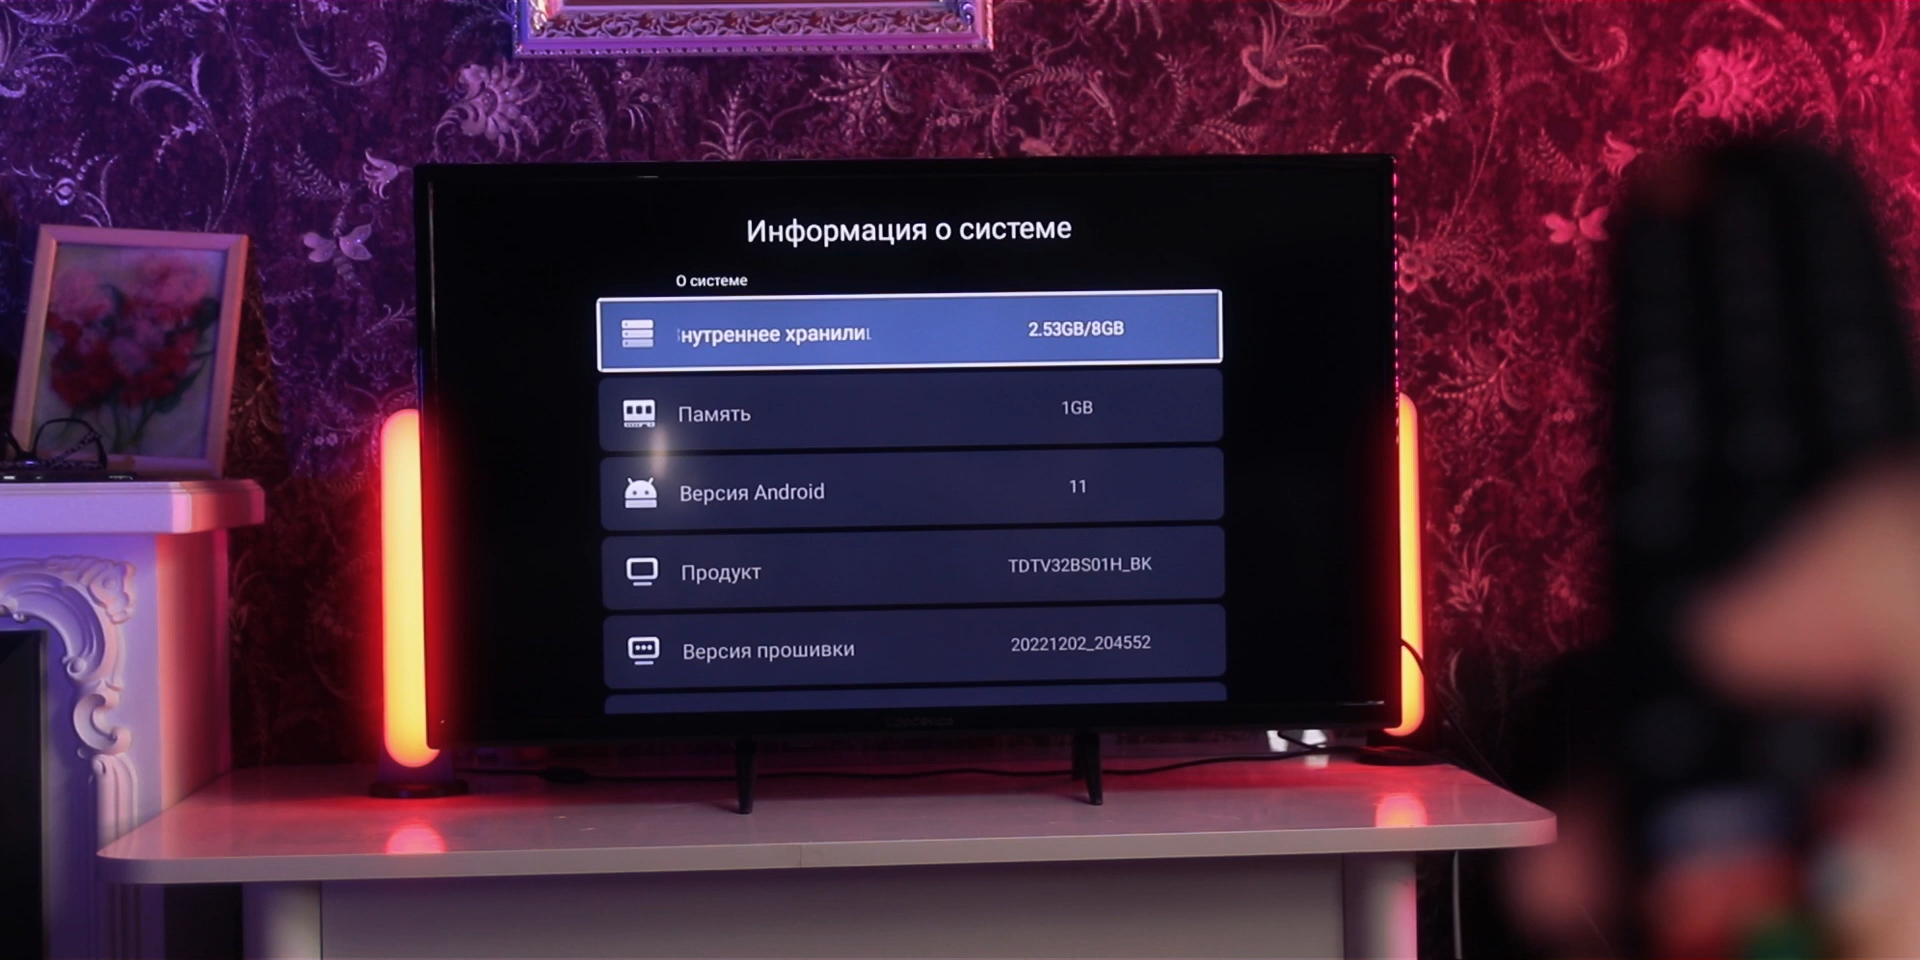 Информация о системе
О системе
нутреннее хранили 2.53GB/8GB
Память 1GB
Версия Android 11
Продукт TDTV32BS01H_BK
Версия прошивки 20221202_204552